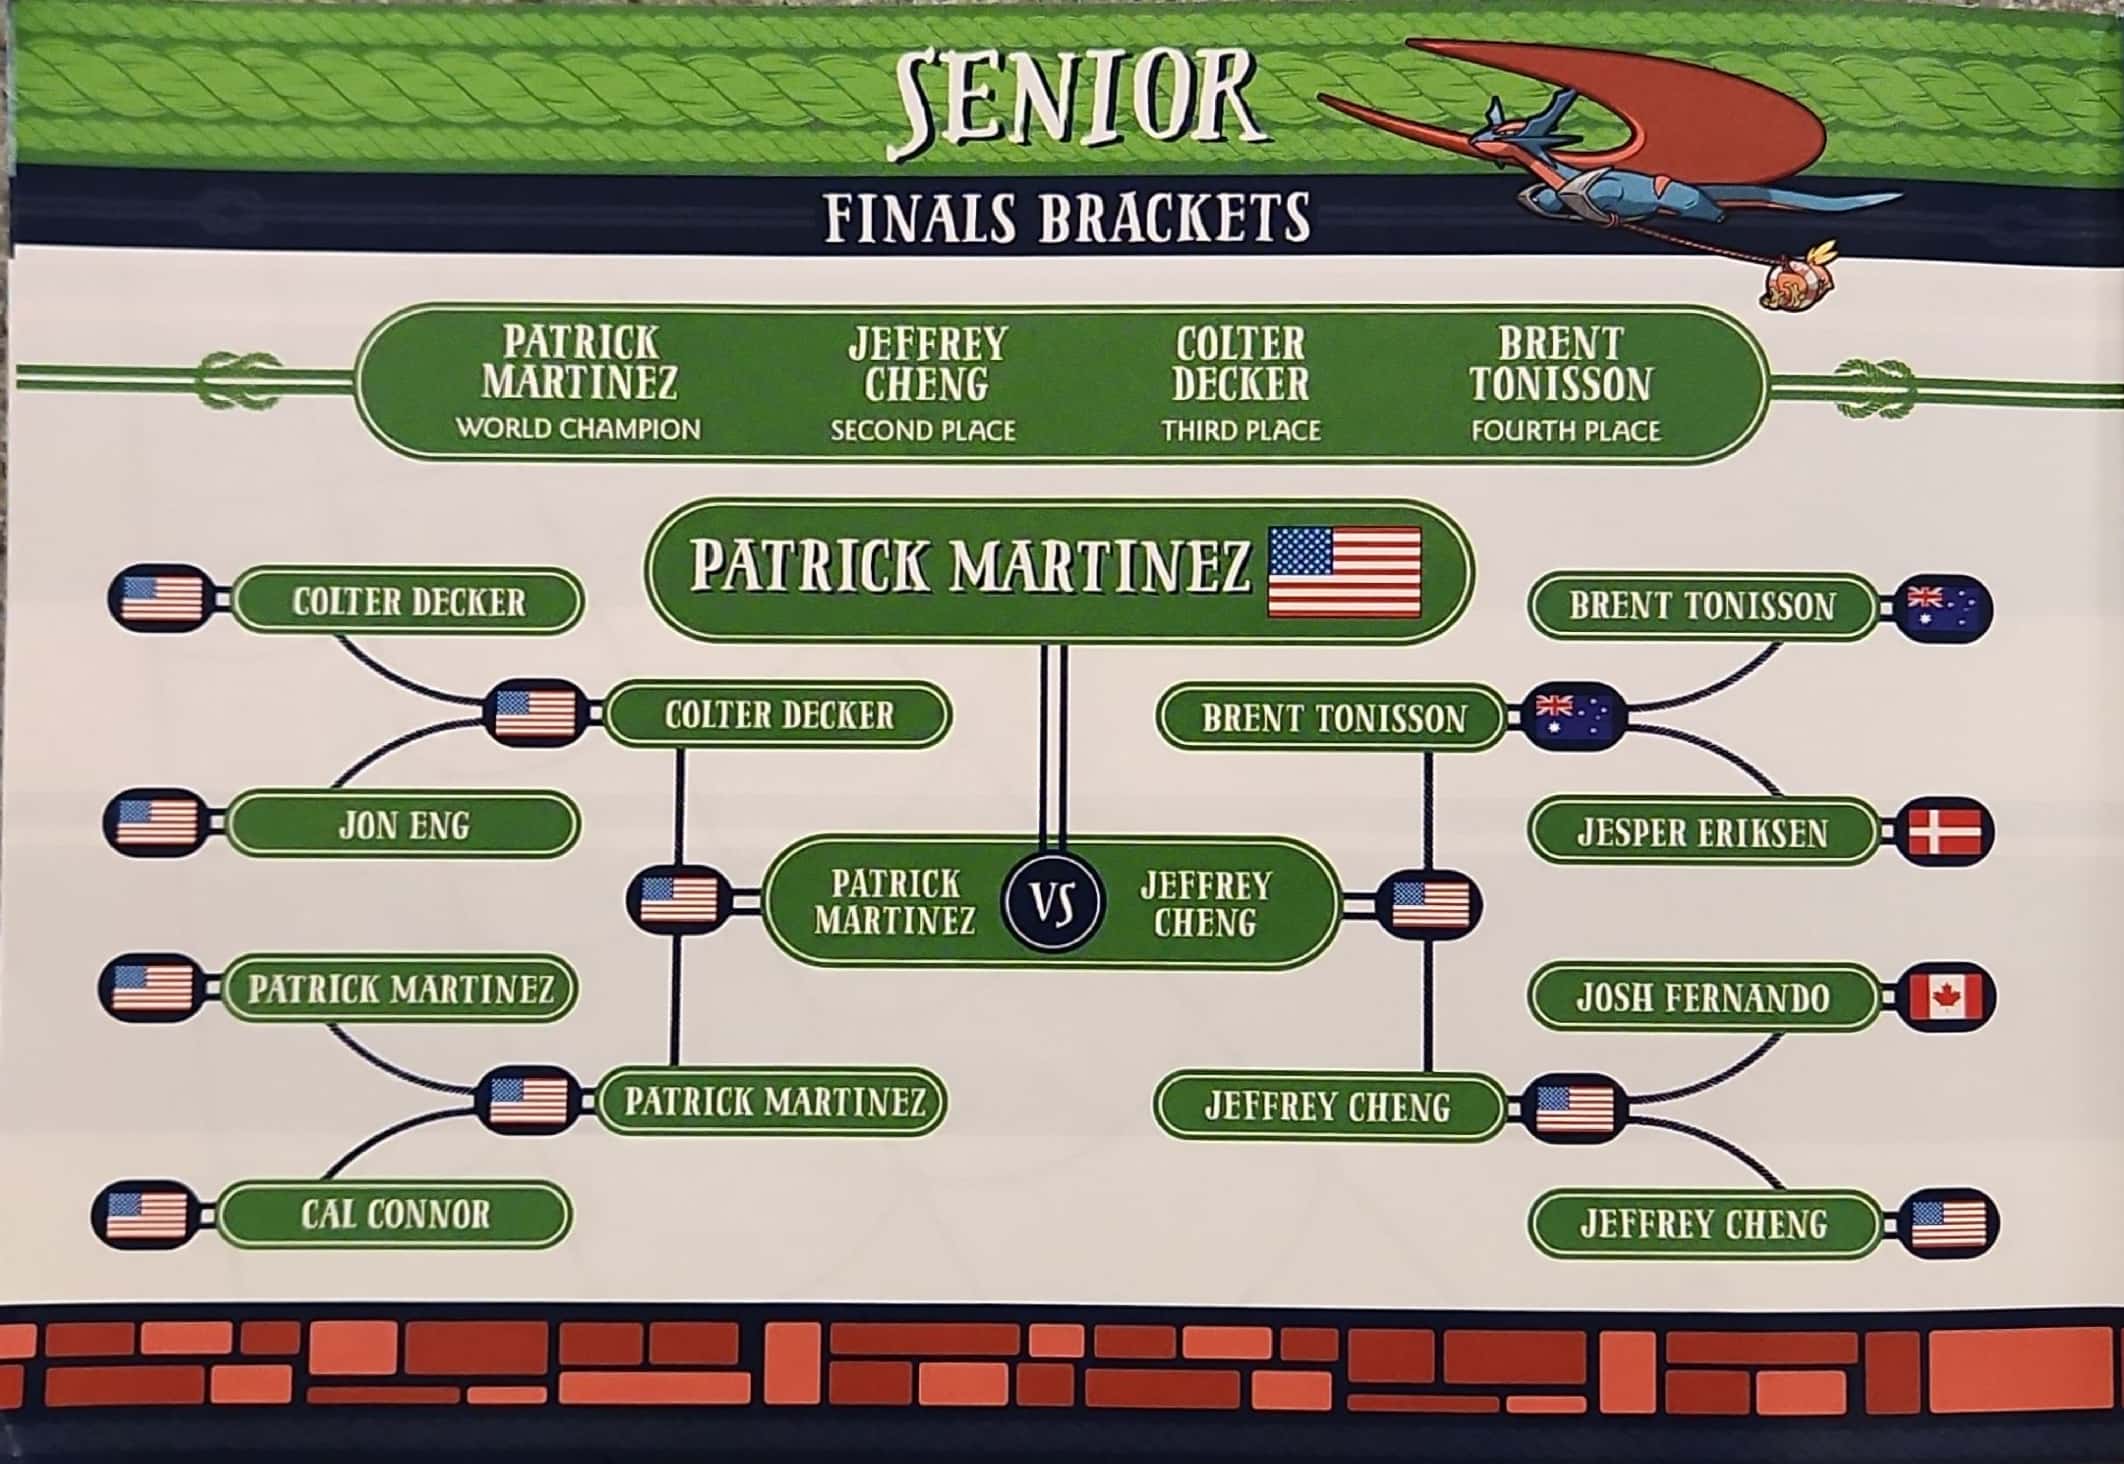 SENIOR
FINALS BRACKETS
PATRICK
MARTINEZ
WORLD CHAMPION
JEFFREY
CHENG
SECOND PLACE
COLTER
DECKER
THIRD PLACE
BRENT
TONISSON
FOURTH PLACE
PATRICK MARTINEZ
COLTER DECKER
JON ENG
COLTER DECKER
PATRICK MARTINEZ
CAL CONNOR
PATRICK MARTINEZ
PATRICK
MARTINEZ
VS
JEFFREY
CHENG
BRENT TONISSON
JEFFREY CHENG
BRENT TONISSON
JESPER ERIKSEN
JOSH FERNANDO
JEFFREY CHENG